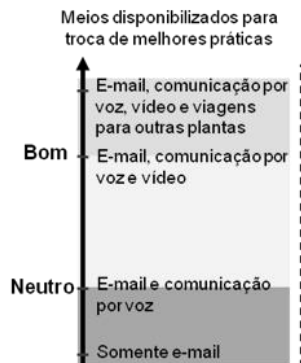 Meios disponibilizados para
troca de melhores práticas
E-mail, comunicação por
voz, vídeo e viagens
para outras plantas
Bom
E-mail, comunicação por
voz e vídeo
Neutro
E-mail e comunicação
por voz
Somente e-mail